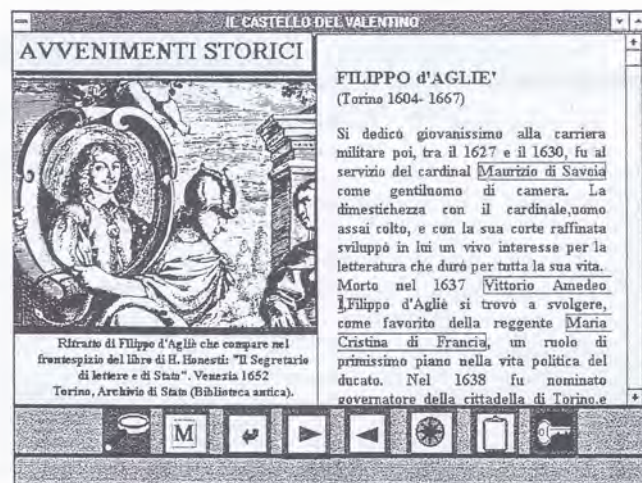 IL CASTELLO DEL VALENTINO
AVVENIMENTI STORICI
Ritratto di Filippo d'Agliè che compare nel
frontespizio del libro di H. Honesti: "Il Segretario
di lettere e di Stato". Venezia 1652
Torino, Archivio di Stato (Biblioteca antica).
FILIPPO d'AGLIE'
(Torino 1604- 1667)
Si dedicò giovanissimo alla carriera
militare poi, tra il 1627 e il 1630, fu al
servizio del cardinal Maurizio di Savoia
come gentiluomo di camera. La
dimestichezza con il cardinale,uomo
assai colto, e con la sua corte raffinata
sviluppò in lui un vivo interesse per la
letteratura che durò per tutta la sua vita.
Morto nel 1637 Vittorio Amedeo
I,Filippo d'Agliè si trovò a svolgere,
come favorito della reggente Maria
Cristina di Francia, un ruolo di
primissimo piano nella vita politica del
ducato. Nel 1638 fu nominato
governatore della cittadella di Torino.e
M